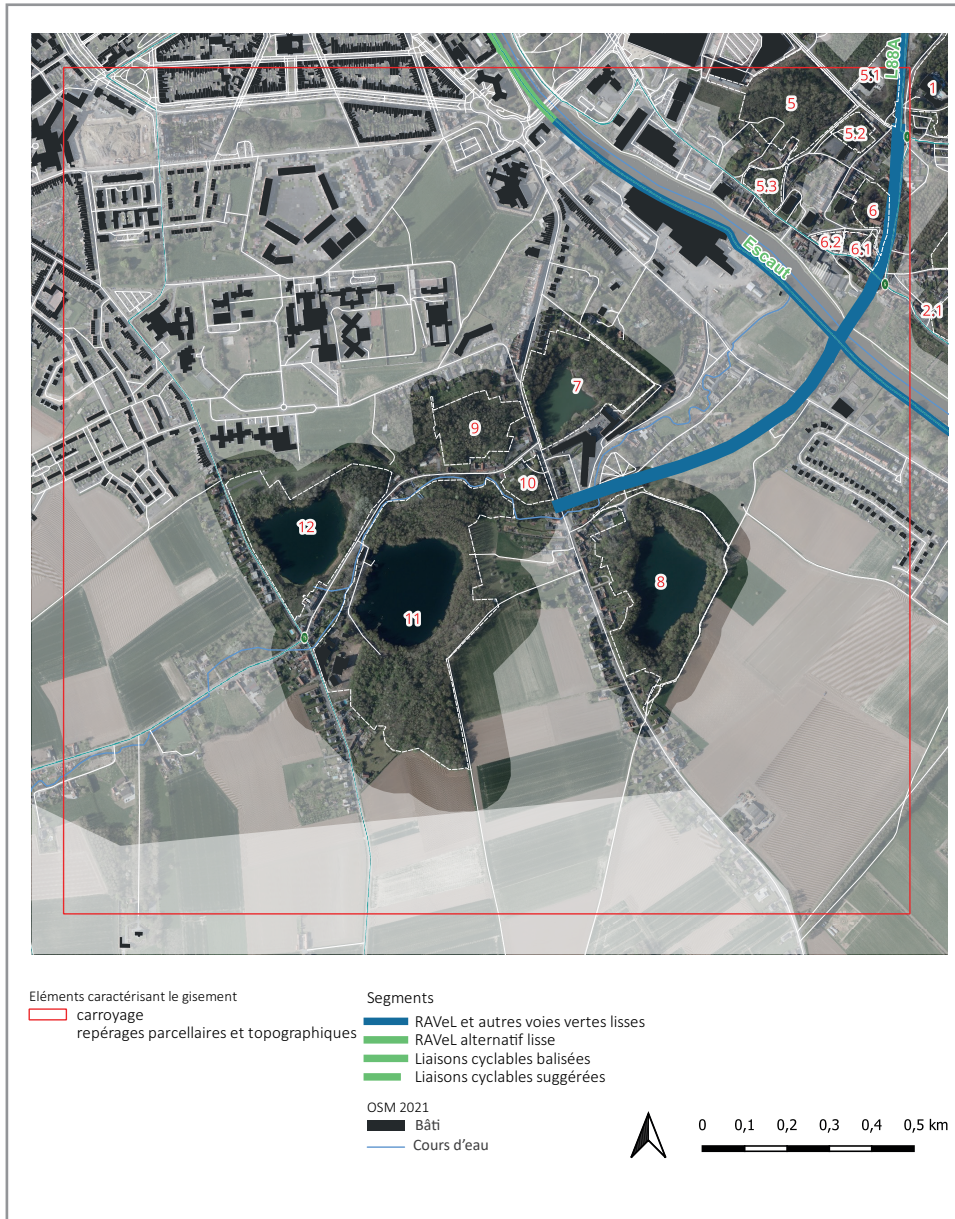 L88A
5.1
1
5
5.2
5.3
6
6.2
6.1
Escaut
2.1
7
9
10
12
8
11
Eléments caractérisant le gisement
carroyage
repérages parcellaires et topographiques
Segments
RAVeL et autres voies vertes lisses
RAVeL alternatif lisse
Liaisons cyclables balisées
Liaisons cyclables suggérées
OSM 2021
Bâti
Cours d'eau
0 0,1 0,2 0,3 0,4 0,5 km